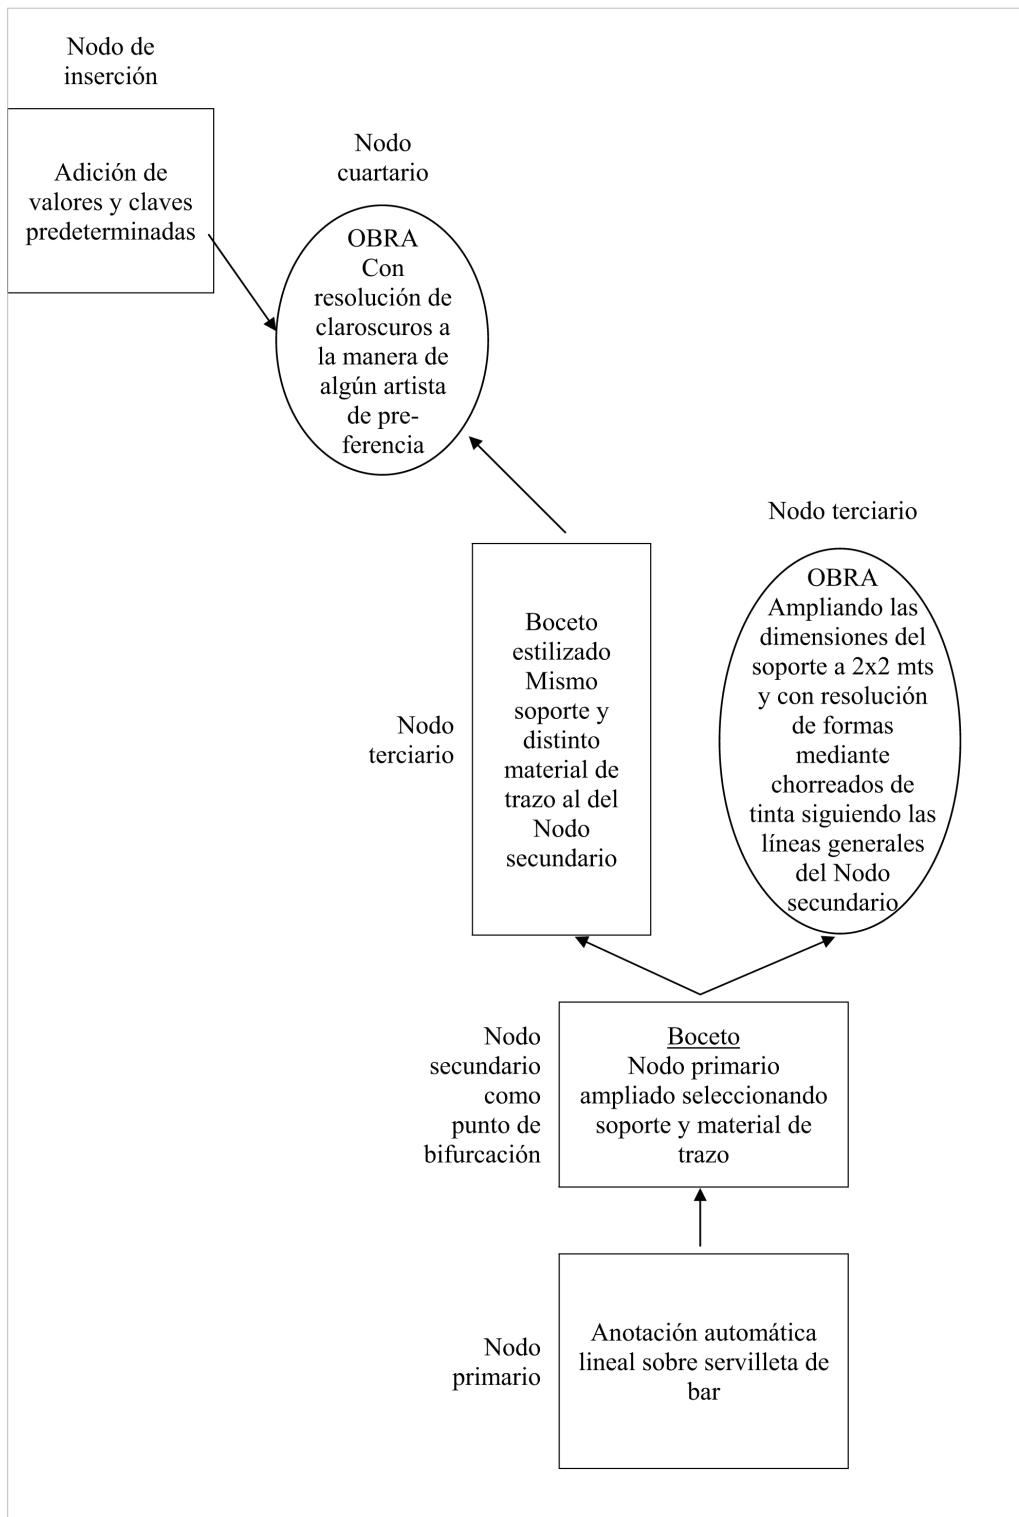 Nodo de
inserción
Adición de
valores y claves
predeterminadas
Nodo
cuartario
OBRA
Con
resolución de
claroscuros a
la manera de
algún artista
de pre-
ferencia
Nodo terciario
OBRA
Ampliando las
dimensiones del
soporte a 2x2 mts
y con resolución
de formas
mediante
chorreados de
tinta siguiendo las
líneas generales
del Nodo
secundario
Nodo
terciario
Boceto
estilizado
Mismo
soporte y
distinto
material de
trazo al del
Nodo
secundario
Nodo
secundario
como
punto de
bifurcación
Boceto
Nodo primario
ampliado seleccionando
soporte y material de
trazo
Nodo
primario
Anotación automática
lineal sobre servilleta de
bar